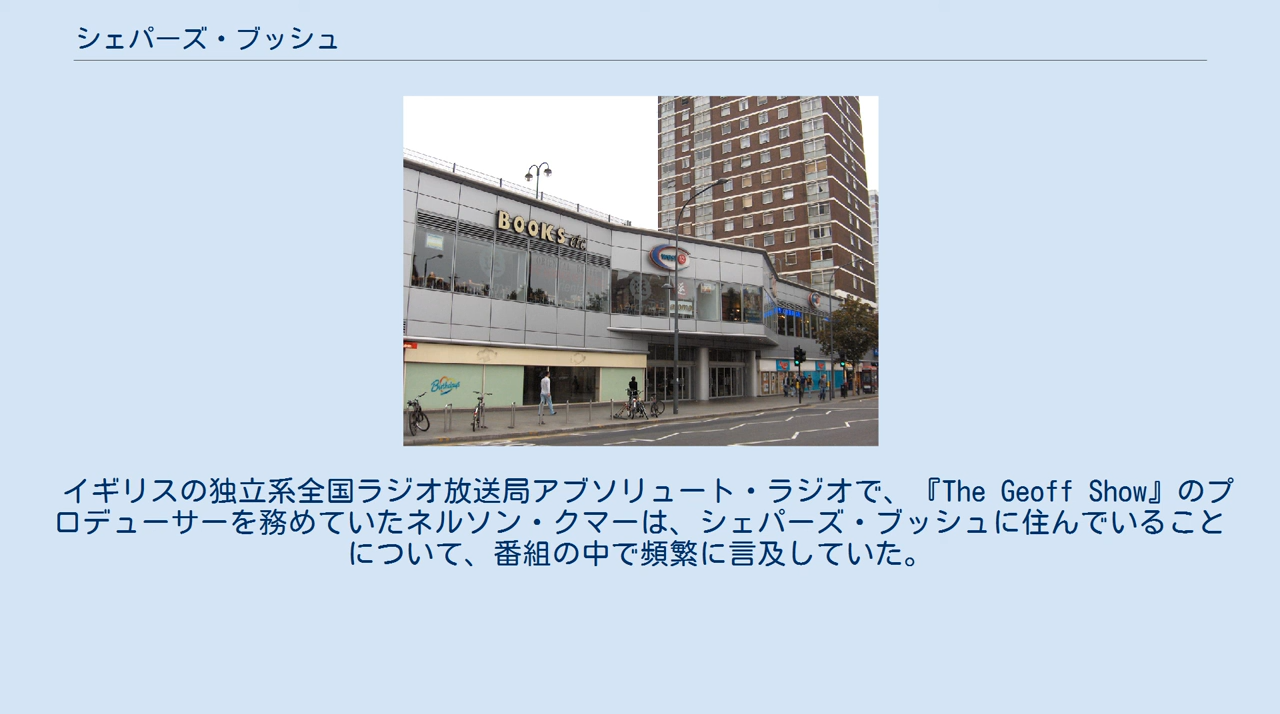 シェパーズ・ブッシュ
BOOKS etc
イギリスの独立系全国ラジオ放送局アブソリュート・ラジオで、『The Geoff Show』のプ
ロデューサーを務めていたネルソン・クマーは、シェパーズ・ブッシュに住んでいること
について、番組の中で頻繁に言及していた。